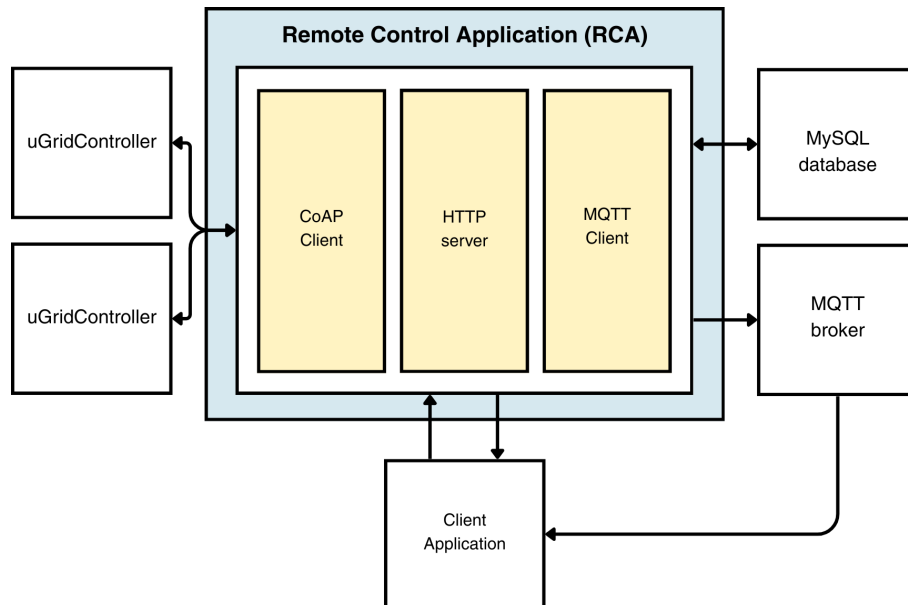 Remote Control Application (RCA)
uGridController
uGridController
CoAP
Client
HTTP
server
MQTT
Client
MySQL
database
MQTT
broker
Client
Application